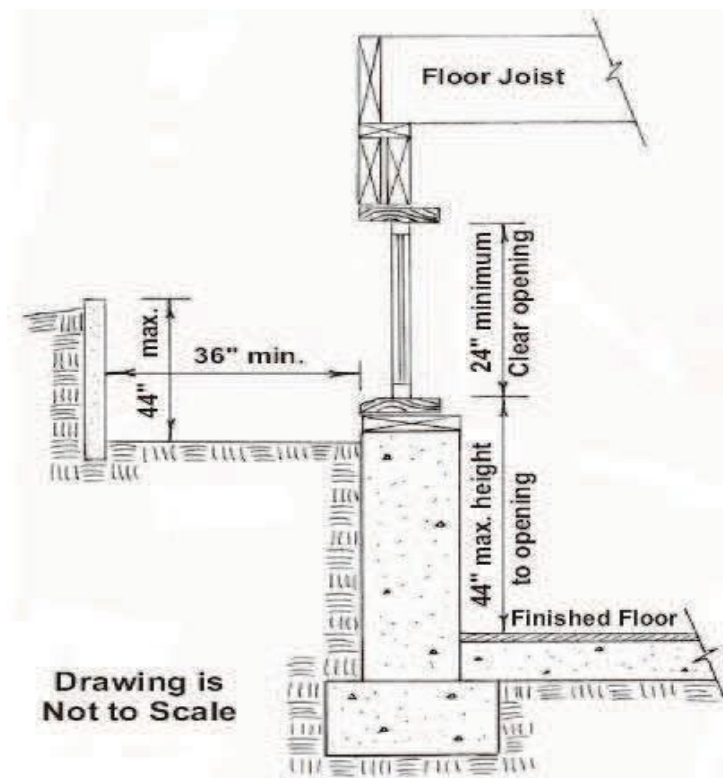 Floor Joist
24" minimum
Clear opening
44" max.
36" min.
44" max. height
to opening
Finished Floor
Drawing is
Not to Scale